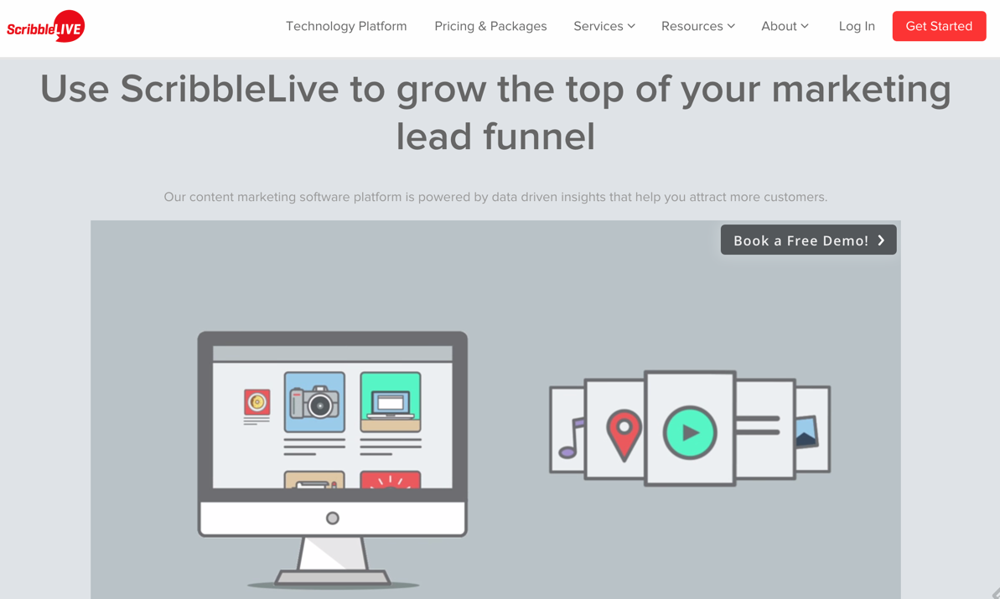 ScribbleLIVE
Technology Platform
Pricing & Packages
Services
Resources
About
Log In
Get Started
Use ScribbleLive to grow the top of your marketing
lead funnel
Our content marketing software platform is powered by data driven insights that help you attract more customers.
Book a Free Demo!